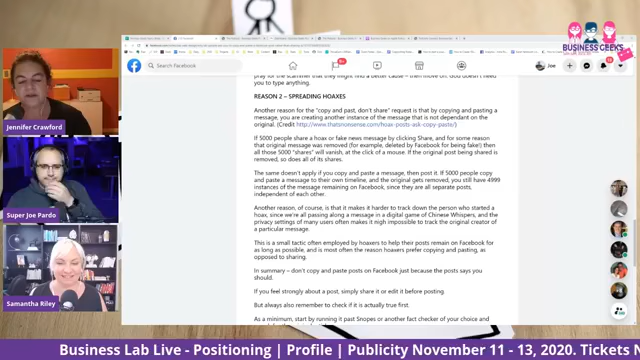 BUSINESS GEEKS
Search Facebook
Joe
pray for the scammer that they might find a better cause – then move on. God doesn't need
you to type anything.
REASON 2 – SPREADING HOAXES
Another reason for the "copy and past, don't share" request is that by copying and pasting a
message, you are creating another instance of the message that is not dependant on the
original. (Credit http://www.thatsnonsense.com/hoax-posts-ask-copy-paste/)
If 5000 people share a hoax or fake news message by clicking Share, and for some reason
that original message was removed (for example, deleted by Facebook for being fake!) then
all those 5000 "shares" will vanish, at the click of a mouse. If the original post being shared is
removed, so does all of its shares.
The same doesn't apply if you copy and paste a message, then post it. If 5000 people copy
and paste a message to their own timeline, and the original gets removed, you still have 4999
instances of the message remaining on Facebook, since they are all separate posts,
independent of each other.
Another reason, of course, is that it makes it harder to track down the person who started a
hoax, since we're all passing along a message in a digital game of Chinese Whispers, and the
privacy settings of many users often makes it nigh impossible to track the original creator of
a particular message.
This is a small tactic often employed by hoaxers to help their posts remain on Facebook for
as long as possible, and is most often the reason hoaxers prefer copying and pasting, as
opposed to sharing.
In summary – don't copy and paste posts on Facebook just because the posts says you
should.
If you feel strongly about a post, simply share it or edit it before posting.
But always also remember to check if it is actually true first.
As a minimum, start by running it past Snopes or another fact checker of your choice and
Jennifer Crawford
Super Joe Pardo
Samantha Riley
Business Lab Live - Positioning | Profile | Publicity November 11 - 13, 2020. Tickets N